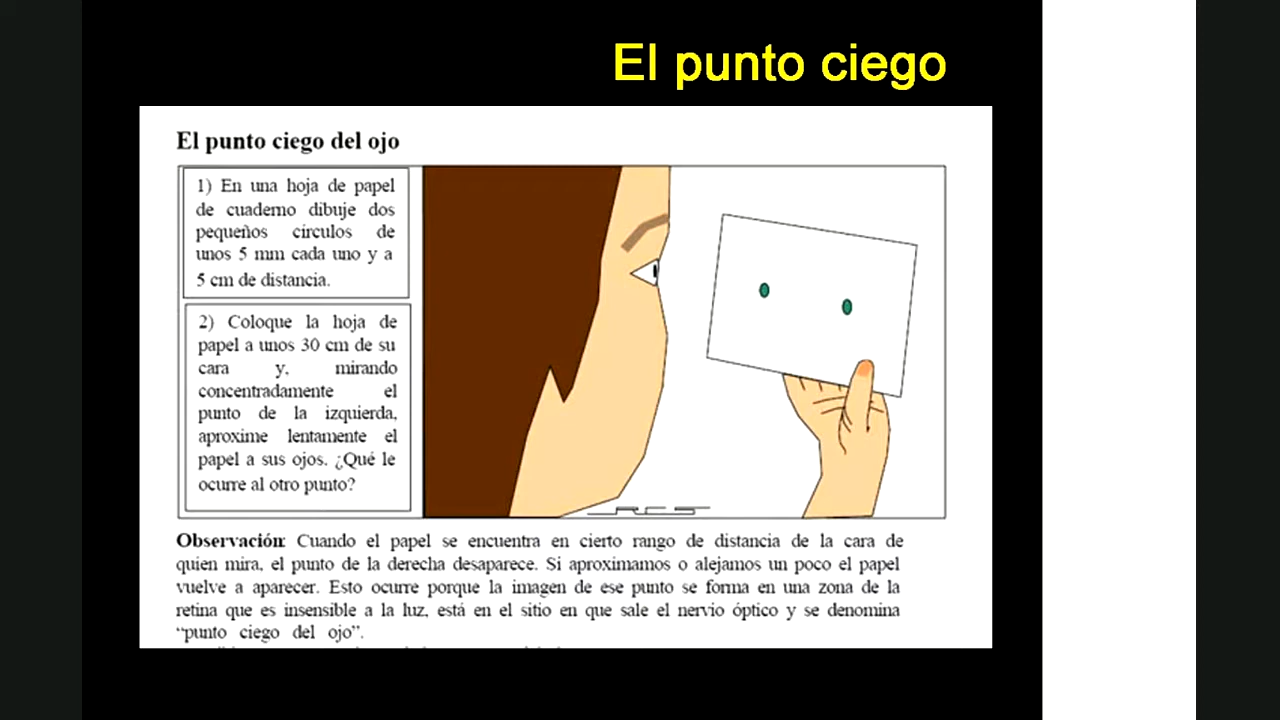 El punto ciego
El punto ciego del ojo
1) En una hoja de papel
de cuaderno dibuje dos
pequeños círculos de
unos 5 mm cada uno y a
5 cm de distancia.
2) Coloque la hoja de
papel a unos 30 cm de su
cara y, mirando
concentradamente el
punto de la izquierda,
aproxime lentamente el
papel a sus ojos. ¿Qué le
ocurre al otro punto?
Observación: Cuando el papel se encuentra en cierto rango de distancia de la cara de
quien mira, el punto de la derecha desaparece. Si aproximamos o alejamos un poco el papel
vuelve a aparecer. Esto ocurre porque la imagen de ese punto se forma en una zona de la
retina que es insensible a la luz, está en el sitio en que sale el nervio óptico y se denomina
“punto ciego del ojo”.